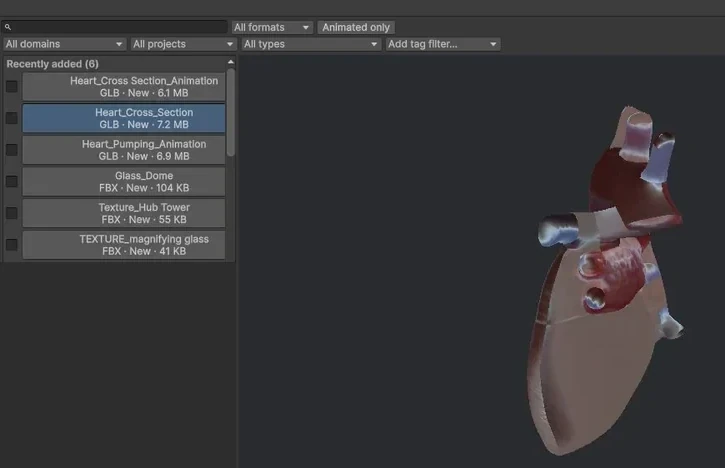 All formats
Animated only
All domains
All projects
All types
Add tag filter...
Recently added (6)
Heart_Cross Section_Animation
GLB · New · 6.1 MB
Heart_Cross_Section
GLB · New · 7.2 MB
Heart_Pumping_Animation
GLB · New · 6.9 MB
Glass_Dome
FBX · New · 104 KB
Texture_Hub Tower
FBX · New · 55 KB
TEXTURE_magnifying glass
FBX · New · 41 KB